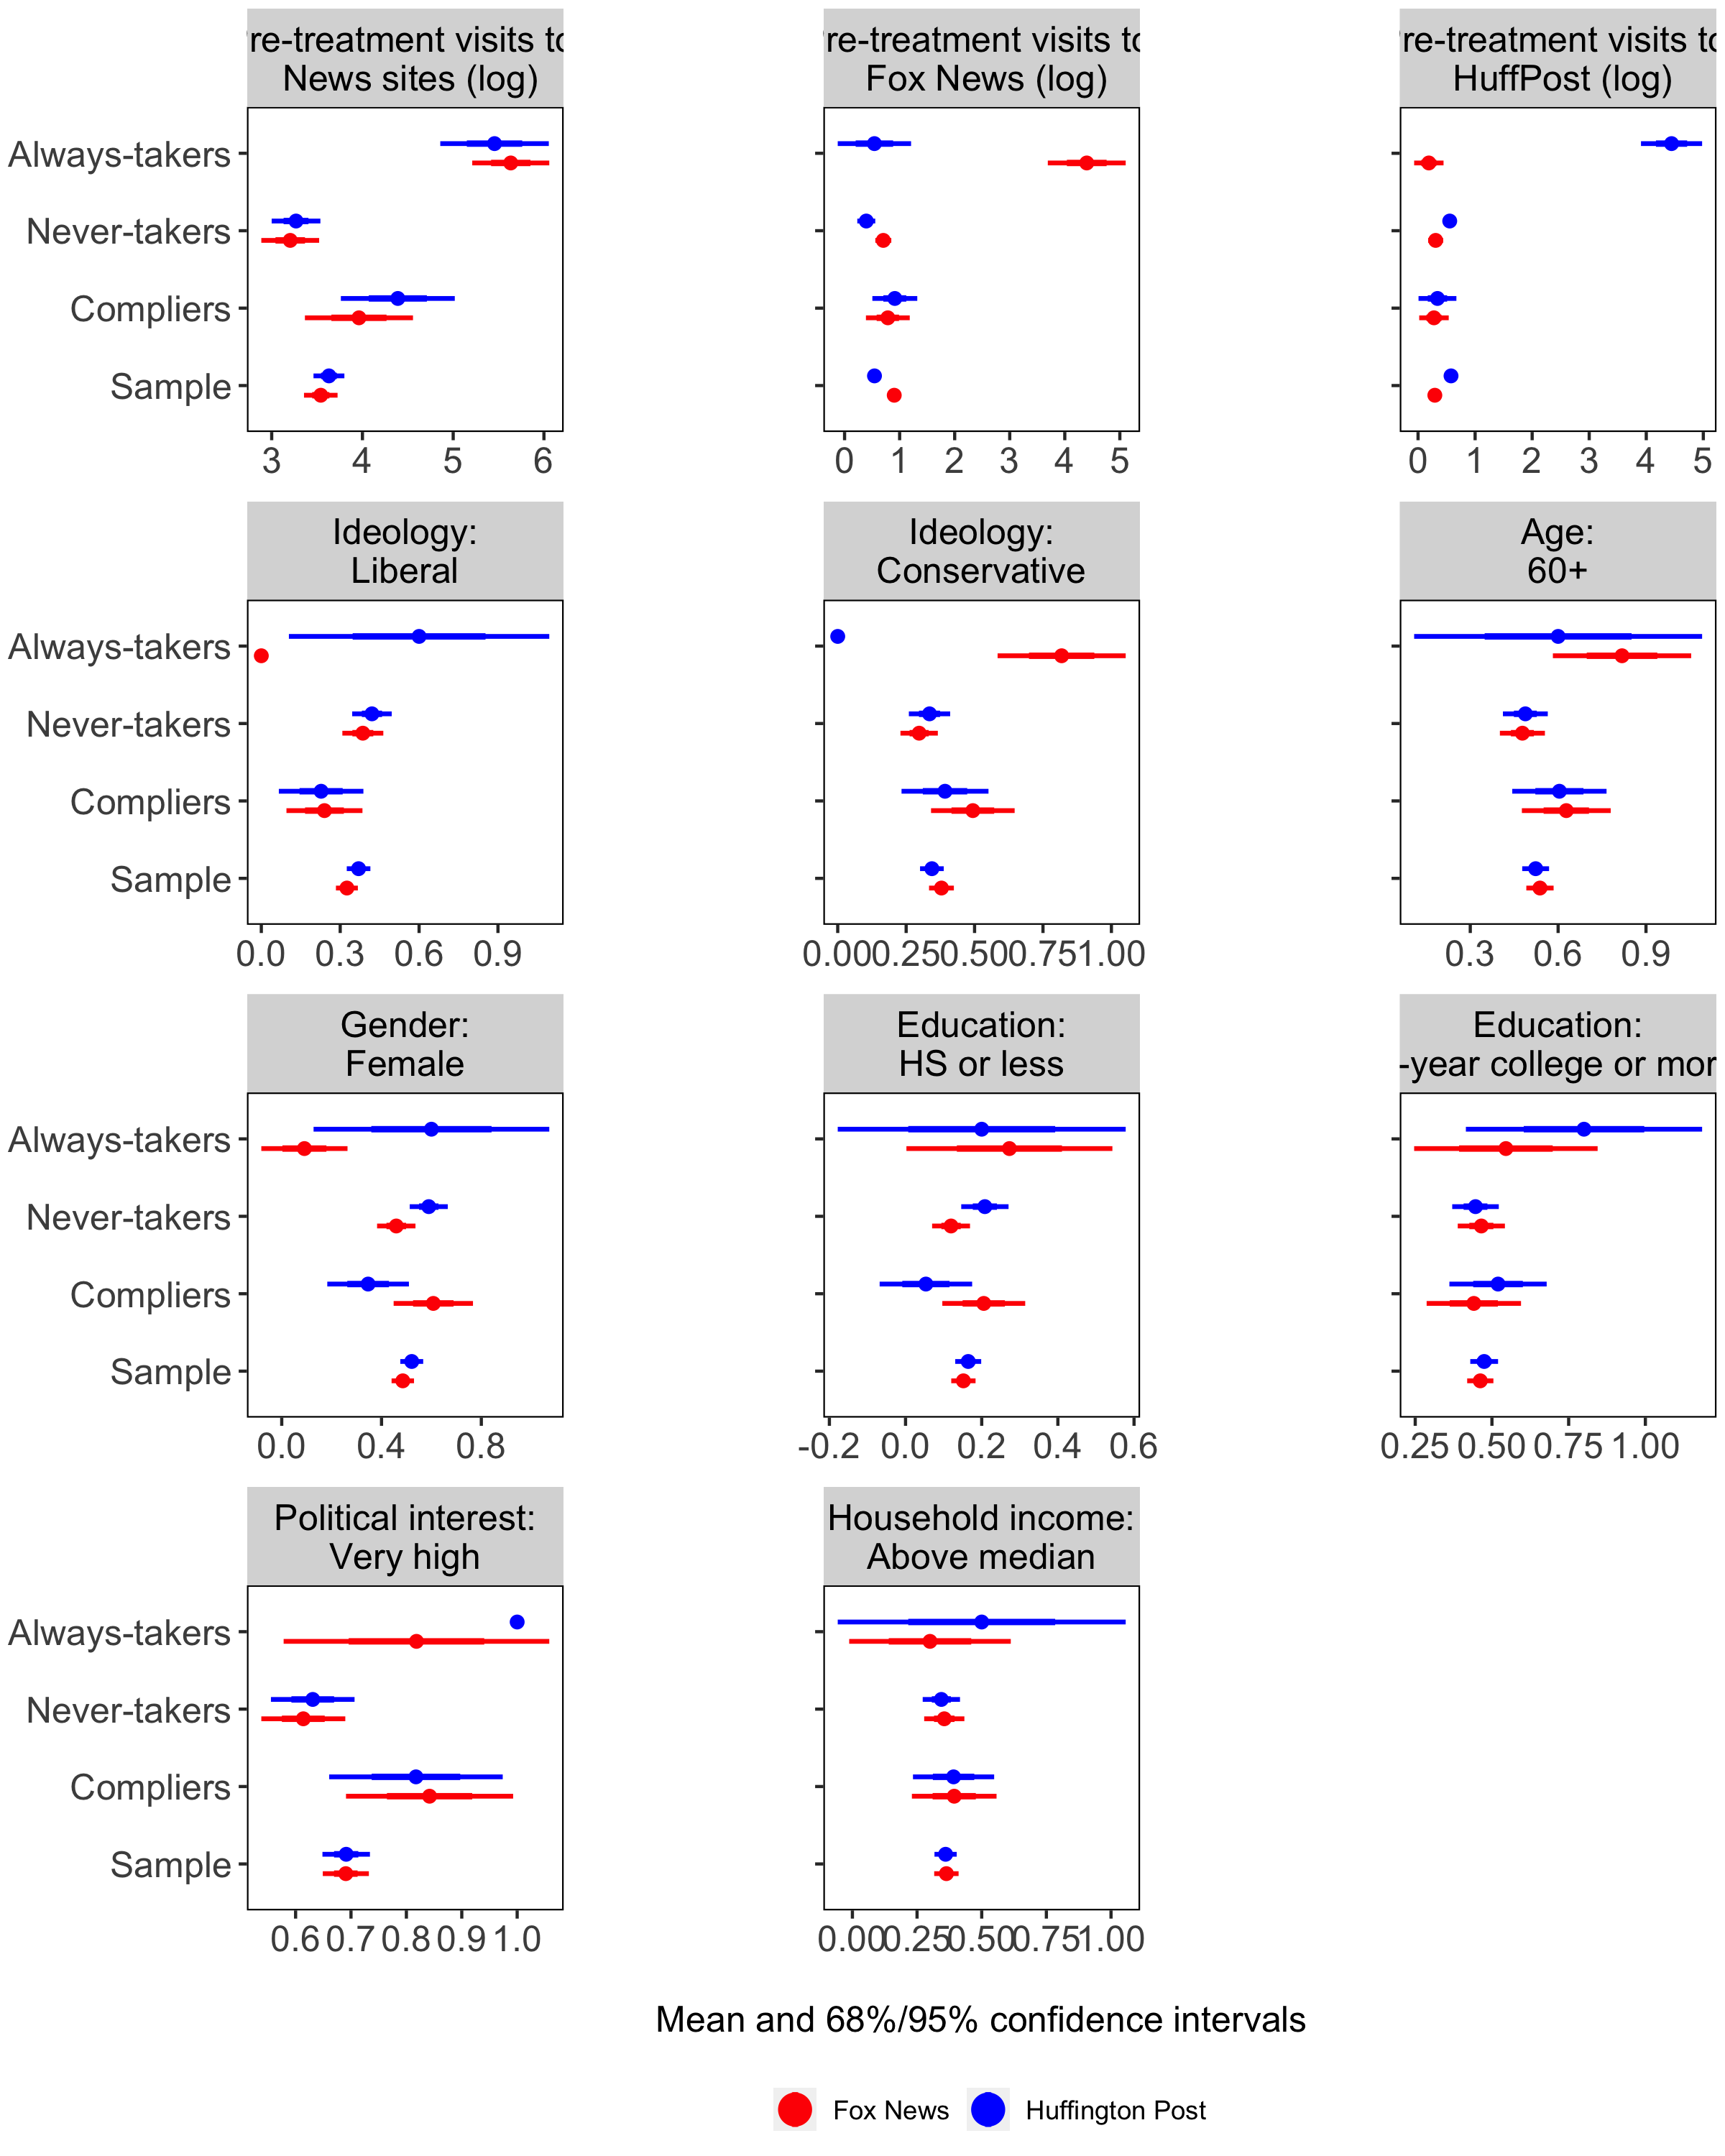 re-treatment visits to re-treatment visits to re-treatment visits to
News sites (log) Fox News (log) HuffPost (log)
Always-takers
Never-takers
Compliers
Sample
3 4 5 6 0 1 2 3 4 5 0 1 2 3 4 5
Ideology: Ideology: Age:
Liberal Conservative 60+
Always-takers
Never-takers
Compliers
Sample
0.0 0.3 0.6 0.9 0.00 0.25 0.50 0.75 1.00 0.3 0.6 0.9
Gender: Education: Education:
Female HS or less -year college or mor
Always-takers
Never-takers
Compliers
Sample
0.0 0.4 0.8 -0.2 0.0 0.2 0.4 0.6 0.25 0.50 0.75 1.00
Political interest: Household income:
Very high Above median
Always-takers
Never-takers
Compliers
Sample
0.6 0.7 0.8 0.9 1.0 0.00 0.25 0.50 0.75 1.00
Mean and 68%/95% confidence intervals
Fox News Huffington Post